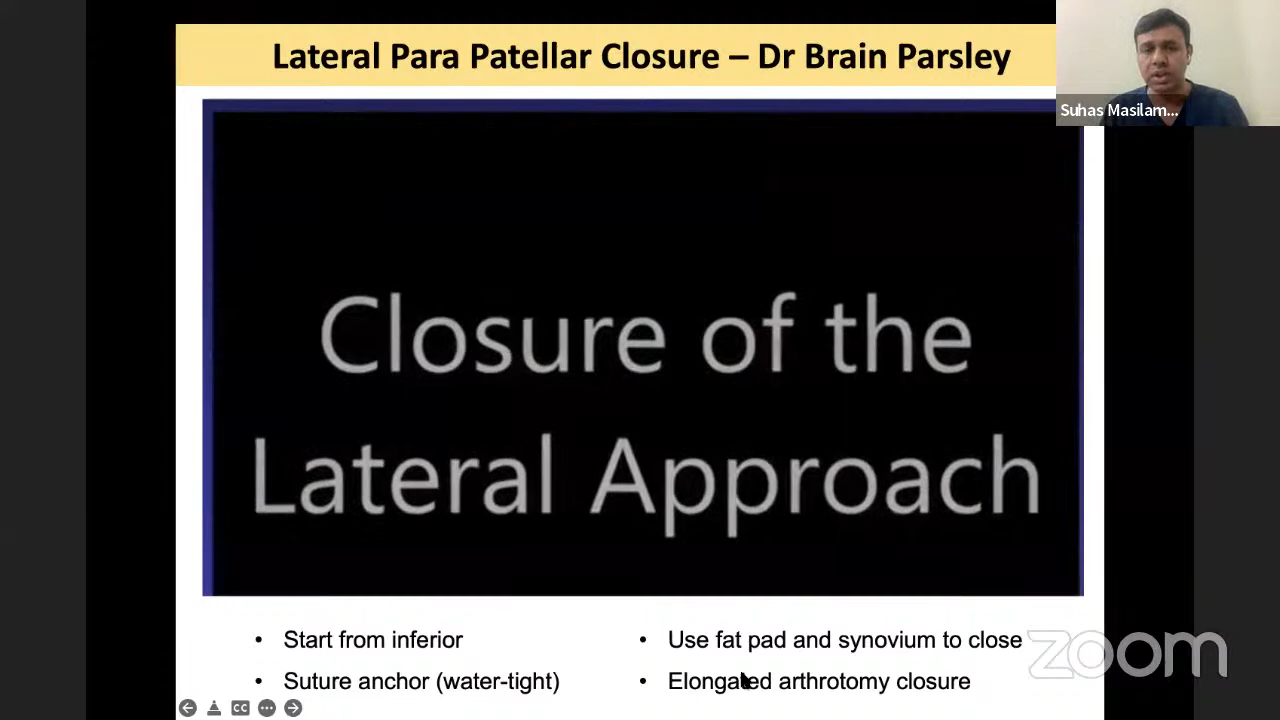 Lateral Para Patellar Closure – Dr Brain Parsley
Suhas Masilam...
Closure of the
Lateral Approach
• Start from inferior
• Suture anchor (water-tight)
• Use fat pad and synovium to close
• Elongated arthrotomy closure
zoom
CC